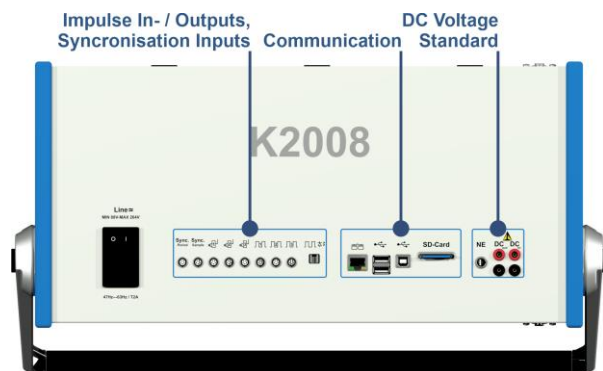 Impulse In- / Outputs,
Syncronisation Inputs
Communication
DC Voltage
Standard
K2008
Line
47Hz - 63Hz / 72A
Sync. Sync.
SD-Card
NE DC DC